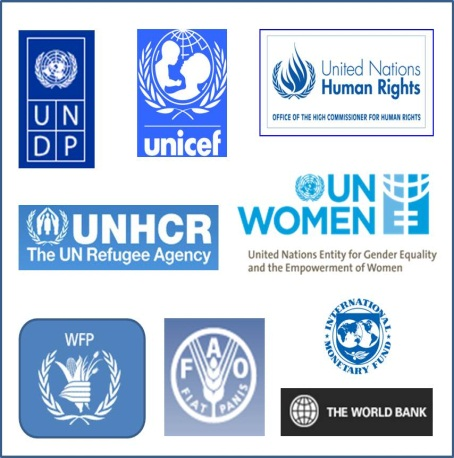 UN
DP
unicef
United Nations
Human Rights
OFFICE OF THE HIGH COMMISSIONER FOR HUMAN RIGHTS
UNHCR
The UN Refugee Agency
UN
WOMEN
United Nations Entity for Gender Equality
and the Empowerment of Women
WFP
F A O
FIAT PANIS
INTERNATIONAL
MONETARY FUND
THE WORLD BANK